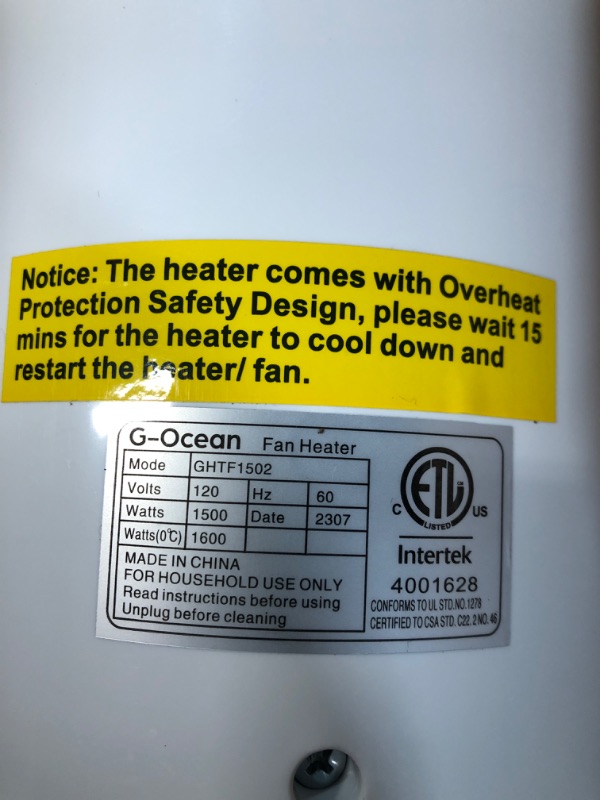 Notice: The heater comes with Overheat
Protection Safety Design, please wait 15
mins for the heater to cool down and
restart the heater/ fan.
G-Ocean Fan Heater
Mode GHTF1502
Volts 120 Hz 60
Watts 1500 Date 2307
Watts(0℃) 1600
MADE IN CHINA
FOR HOUSEHOLD USE ONLY
Read instructions before using
Unplug before cleaning
C ETL US
LISTED
Intertek
4001628
CONFORMS TO UL STD.NO.1278
CERTIFIED TO CSA STD. C22. 2 NO. 46